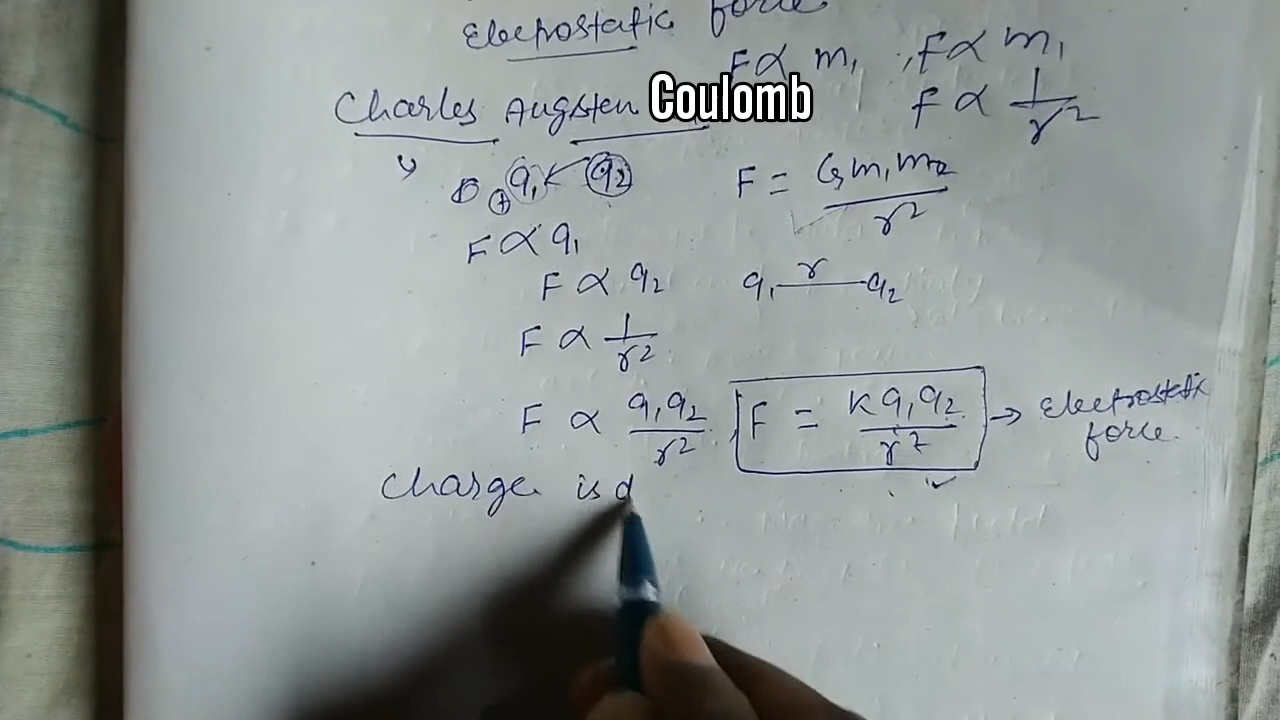 Electrostatic force
F ∝ m₁ , F ∝ m₁
Charles Augsten Coulomb
F ∝ 1/r²
q₁ q₂
+
F = Gm₁m₂/r²
F ∝ q₁
F ∝ q₂
q₁ r q₂
F ∝ 1/r²
F ∝ q₁q₂/r²
F = Kq₁q₂/r² → Electrostatic
force.
Charge is d